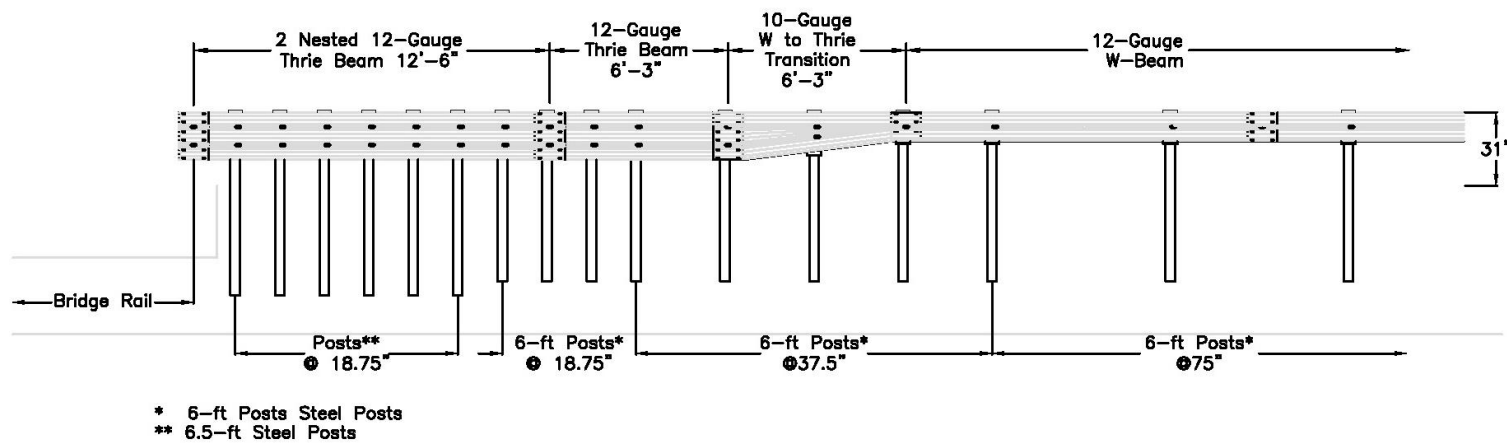 2 Nested 12-Gauge
Thrie Beam 12'-6"
12-Gauge
Thrie Beam
6'-3"
10-Gauge
W to Thrie
Transition
6'-3"
12-Gauge
W-Beam
31"
Bridge Rail
Posts**
@ 18.75"
6-ft Posts*
@ 18.75"
6-ft Posts*
@37.5"
6-ft Posts*
@75"
* 6-ft Posts Steel Posts
** 6.5-ft Steel Posts